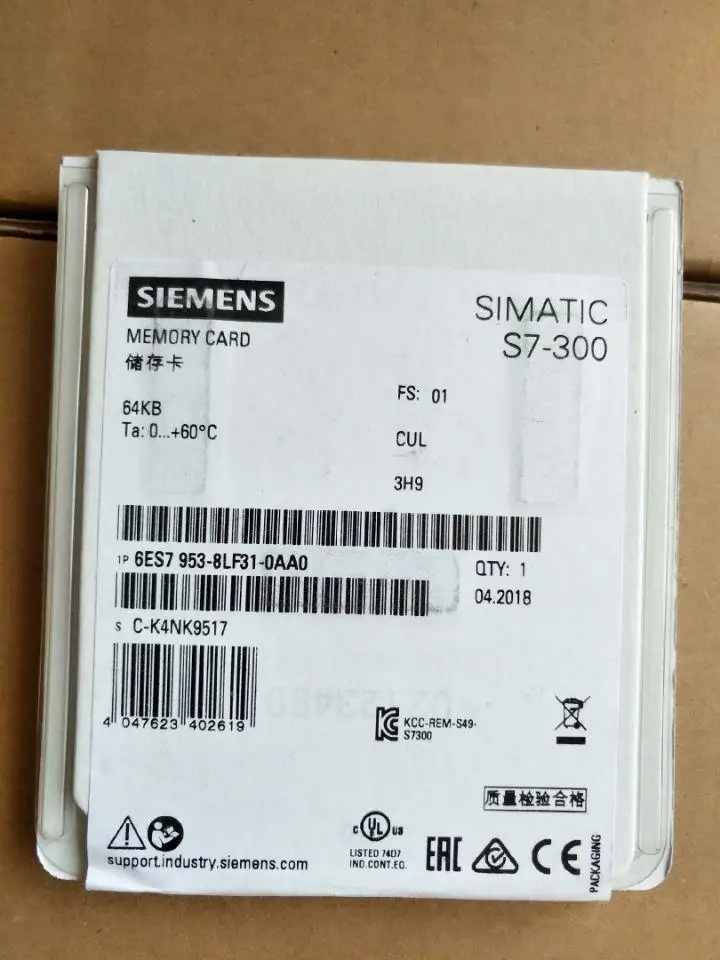 SIEMENS
SIMATIC
S7-300
MEMORY CARD
储存卡
64KB
Ta: 0...+60°C
FS: 01
CUL
3H9
1P 6ES7 953-8LF31-0AA0
QTY: 1
04.2018
S C-K4NK9517
4 047623 402619
KCC-REM-S49-
S7300
质量检验合格
support.industry.siemens.com
C UL US
LISTED 74D7
IND.CONT.EQ.
EAC
CE
PACKAGING